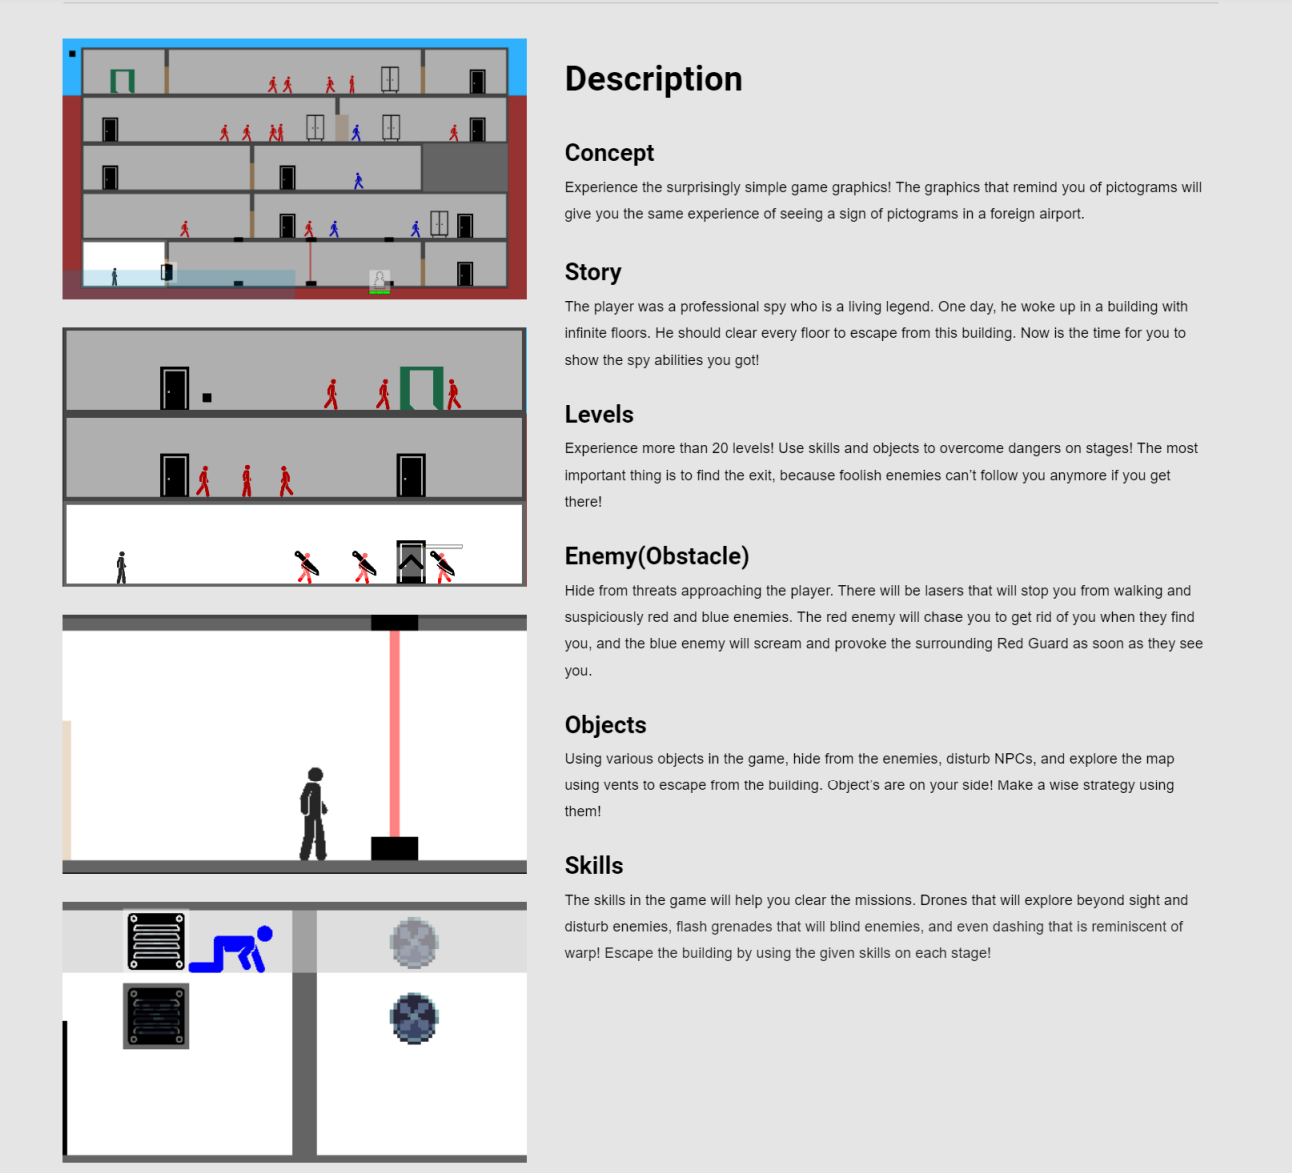 Description
Concept
Experience the surprisingly simple game graphics! The graphics that remind you of pictograms will
give you the same experience of seeing a sign of pictograms in a foreign airport.
Story
The player was a professional spy who is a living legend. One day, he woke up in a building with
infinite floors. He should clear every floor to escape from this building. Now is the time for you to
show the spy abilities you got!
Levels
Experience more than 20 levels! Use skills and objects to overcome dangers on stages! The most
important thing is to find the exit, because foolish enemies can’t follow you anymore if you get
there!
Enemy(Obstacle)
Hide from threats approaching the player. There will be lasers that will stop you from walking and
suspiciously red and blue enemies. The red enemy will chase you to get rid of you when they find
you, and the blue enemy will scream and provoke the surrounding Red Guard as soon as they see
you.
Objects
Using various objects in the game, hide from the enemies, disturb NPCs, and explore the map
using vents to escape from the building. Object’s are on your side! Make a wise strategy using
them!
Skills
The skills in the game will help you clear the missions. Drones that will explore beyond sight and
disturb enemies, flash grenades that will blind enemies, and even dashing that is reminiscent of
warp! Escape the building by using the given skills on each stage!